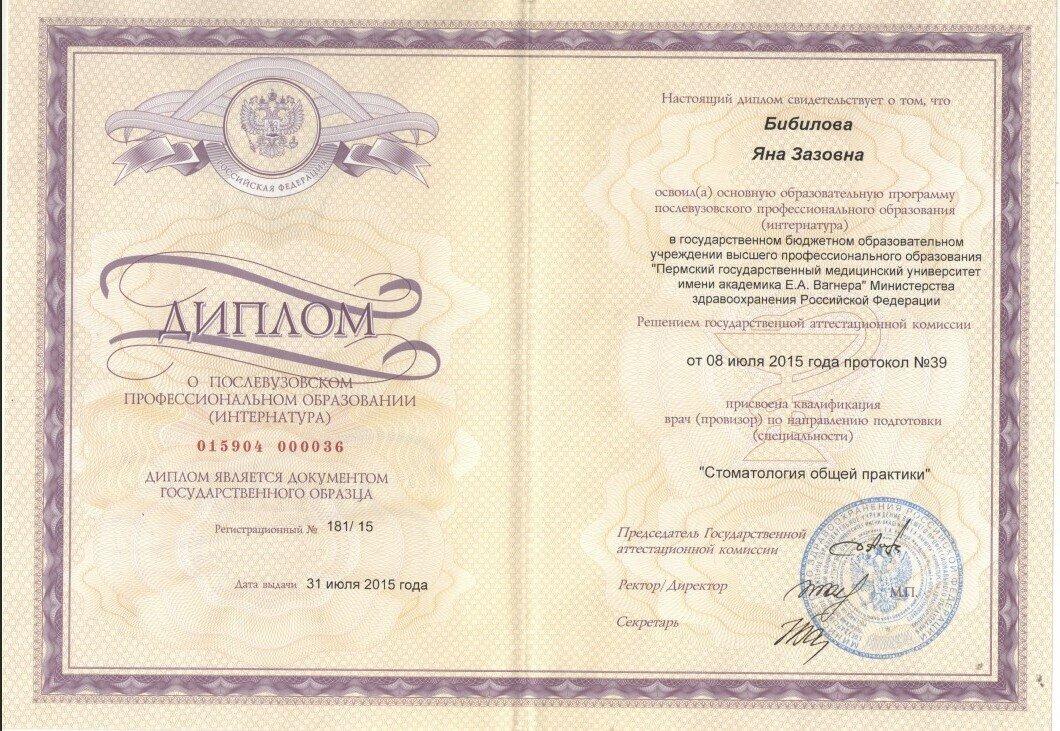 РОССИЙСКАЯ ФЕДЕРАЦИЯ
ДИПЛОМ
О ПОСЛЕВУЗОВСКОМ
ПРОФЕССИОНАЛЬНОМ ОБРАЗОВАНИИ
(ИНТЕРНАТУРА)
015904 000036
ДИПЛОМ ЯВЛЯЕТСЯ ДОКУМЕНТОМ
ГОСУДАРСТВЕННОГО ОБРАЗЦА
Регистрационный № 181/ 15
Дата выдачи 31 июля 2015 года
Настоящий диплом свидетельствует о том, что
Бибилова
Яна Зазовна
освоил(а) основную образовательную программу
послевузовского профессионального образования
(интернатура)
в государственном бюджетном образовательном
учреждении высшего профессионального образования
"Пермский государственный медицинский университет
имени академика Е.А. Вагнера" Министерства
здравоохранения Российской Федерации
Решением государственной аттестационной комиссии
от 08 июля 2015 года протокол №39
присвоена квалификация
врач (провизор) по направлению подготовки
(специальности)
"Стоматология общей практики"
Председатель Государственной
аттестационной комиссии
Ректор/Директор
М.П.
Секретарь